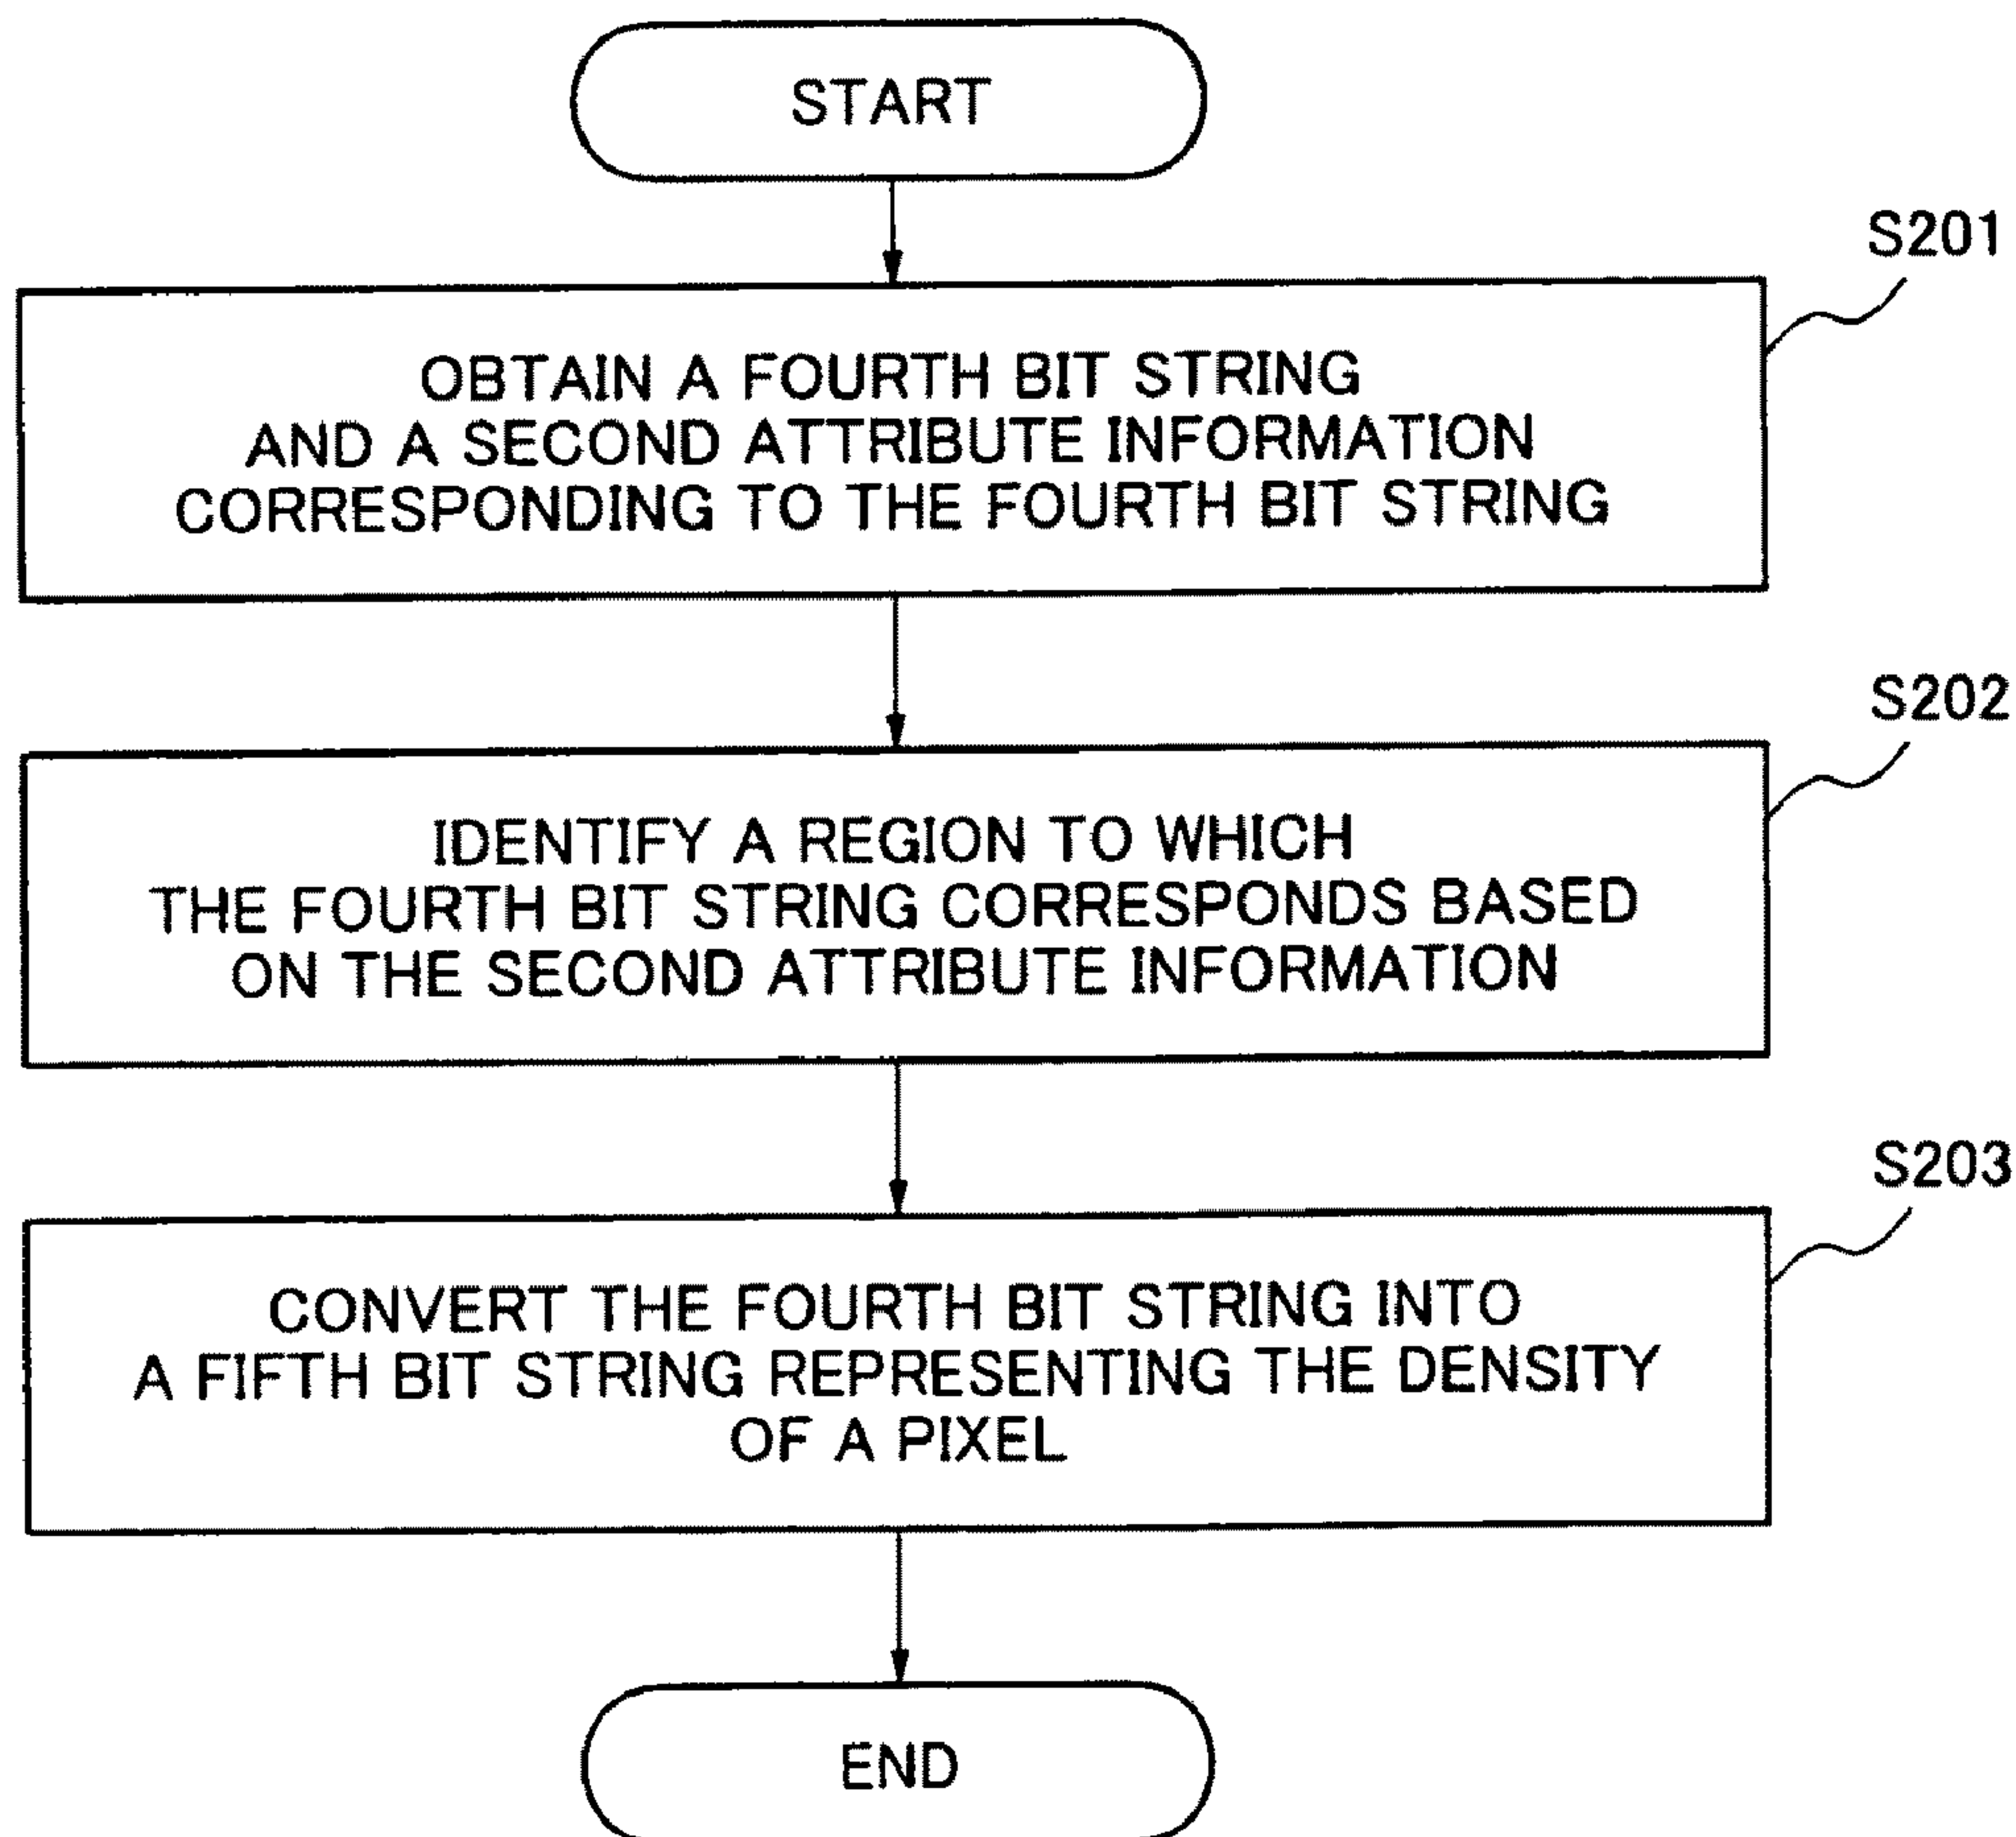 START
S201
OBTAIN A FOURTH BIT STRING
AND A SECOND ATTRIBUTE INFORMATION
CORRESPONDING TO THE FOURTH BIT STRING
S202
IDENTIFY A REGION TO WHICH
THE FOURTH BIT STRING CORRESPONDS BASED
ON THE SECOND ATTRIBUTE INFORMATION
S203
CONVERT THE FOURTH BIT STRING INTO
A FIFTH BIT STRING REPRESENTING THE DENSITY
OF A PIXEL
END